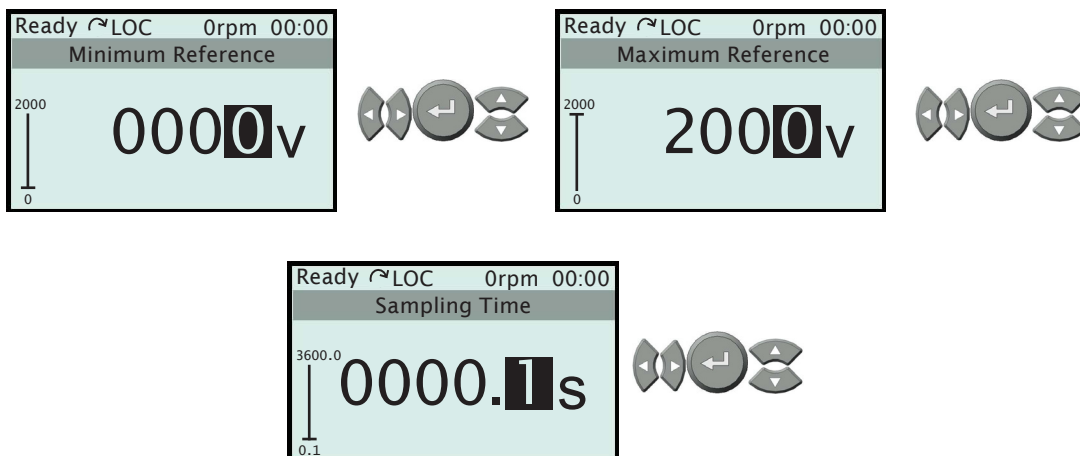 Ready LOC 0rpm 00:00
Minimum Reference
2000
0000v
0
Ready LOC 0rpm 00:00
Maximum Reference
2000
2000v
0
Ready LOC 0rpm 00:00
Sampling Time
3600.0
0000.1s
0.1